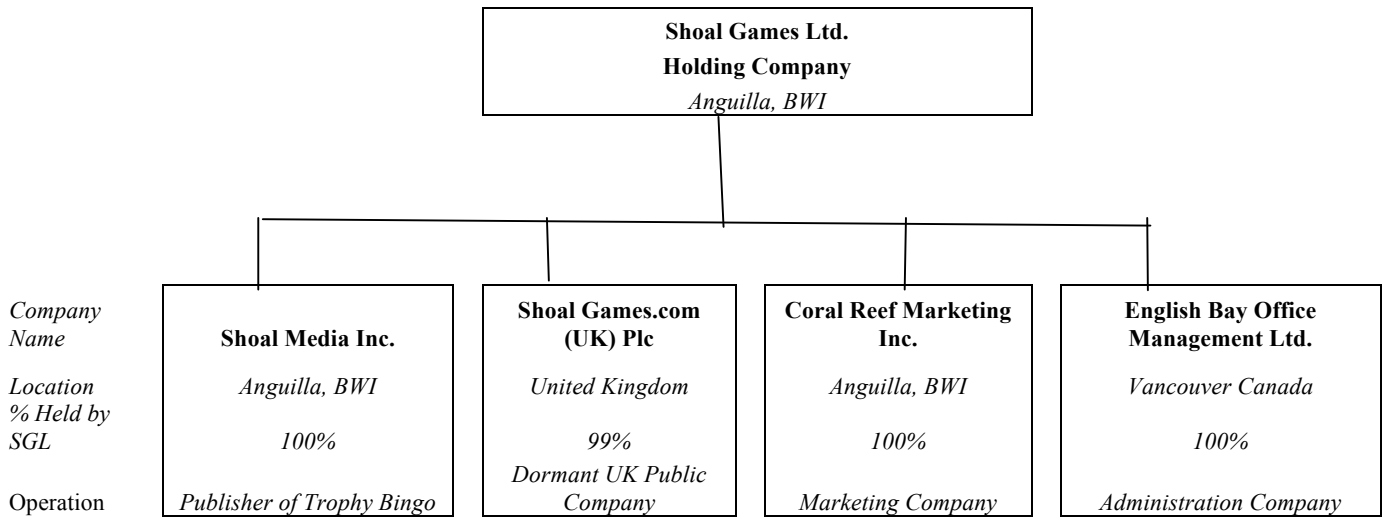 Shoal Games Ltd.
Holding Company
Anguilla, BWI
Company
Name
Shoal Media Inc.
Shoal Games.com
(UK) Plc
Coral Reef Marketing
Inc.
English Bay Office
Management Ltd.
Location
Anguilla, BWI
United Kingdom
Anguilla, BWI
Vancouver Canada
% Held by
SGL
100%
99%
100%
100%
Operation
Publisher of Trophy Bingo
Dormant UK Public
Company
Marketing Company
Administration Company